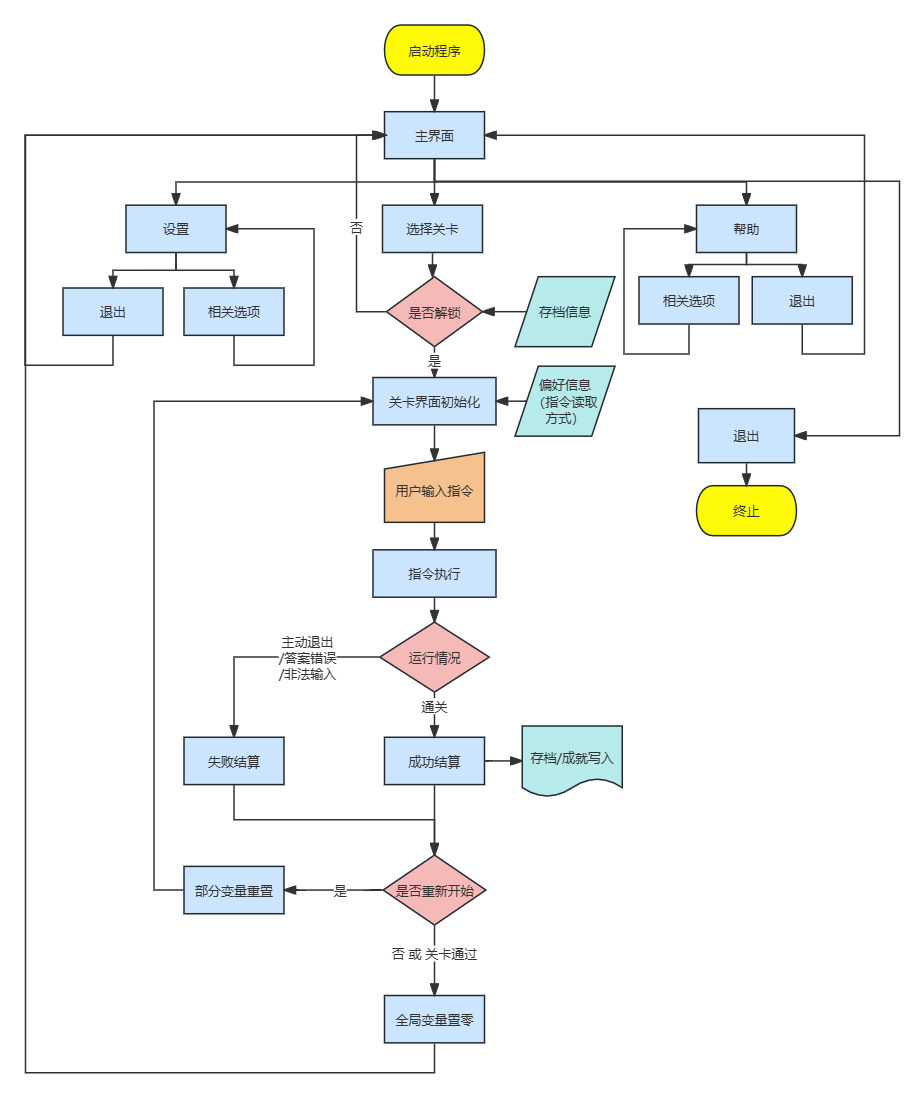 启动程序
主界面
设置
否
选择关卡
帮助
退出
相关选项
是否解锁
存档信息
相关选项
退出
是
关卡界面初始化
偏好信息
（指令读取
方式）
退出
用户输入指令
终止
指令执行
主动退出
/答案错误
/非法输入
运行情况
通关
失败结算
成功结算
存档/成就写入
部分变量重置
是
是否重新开始
否 或 关卡通过
全局变量置零